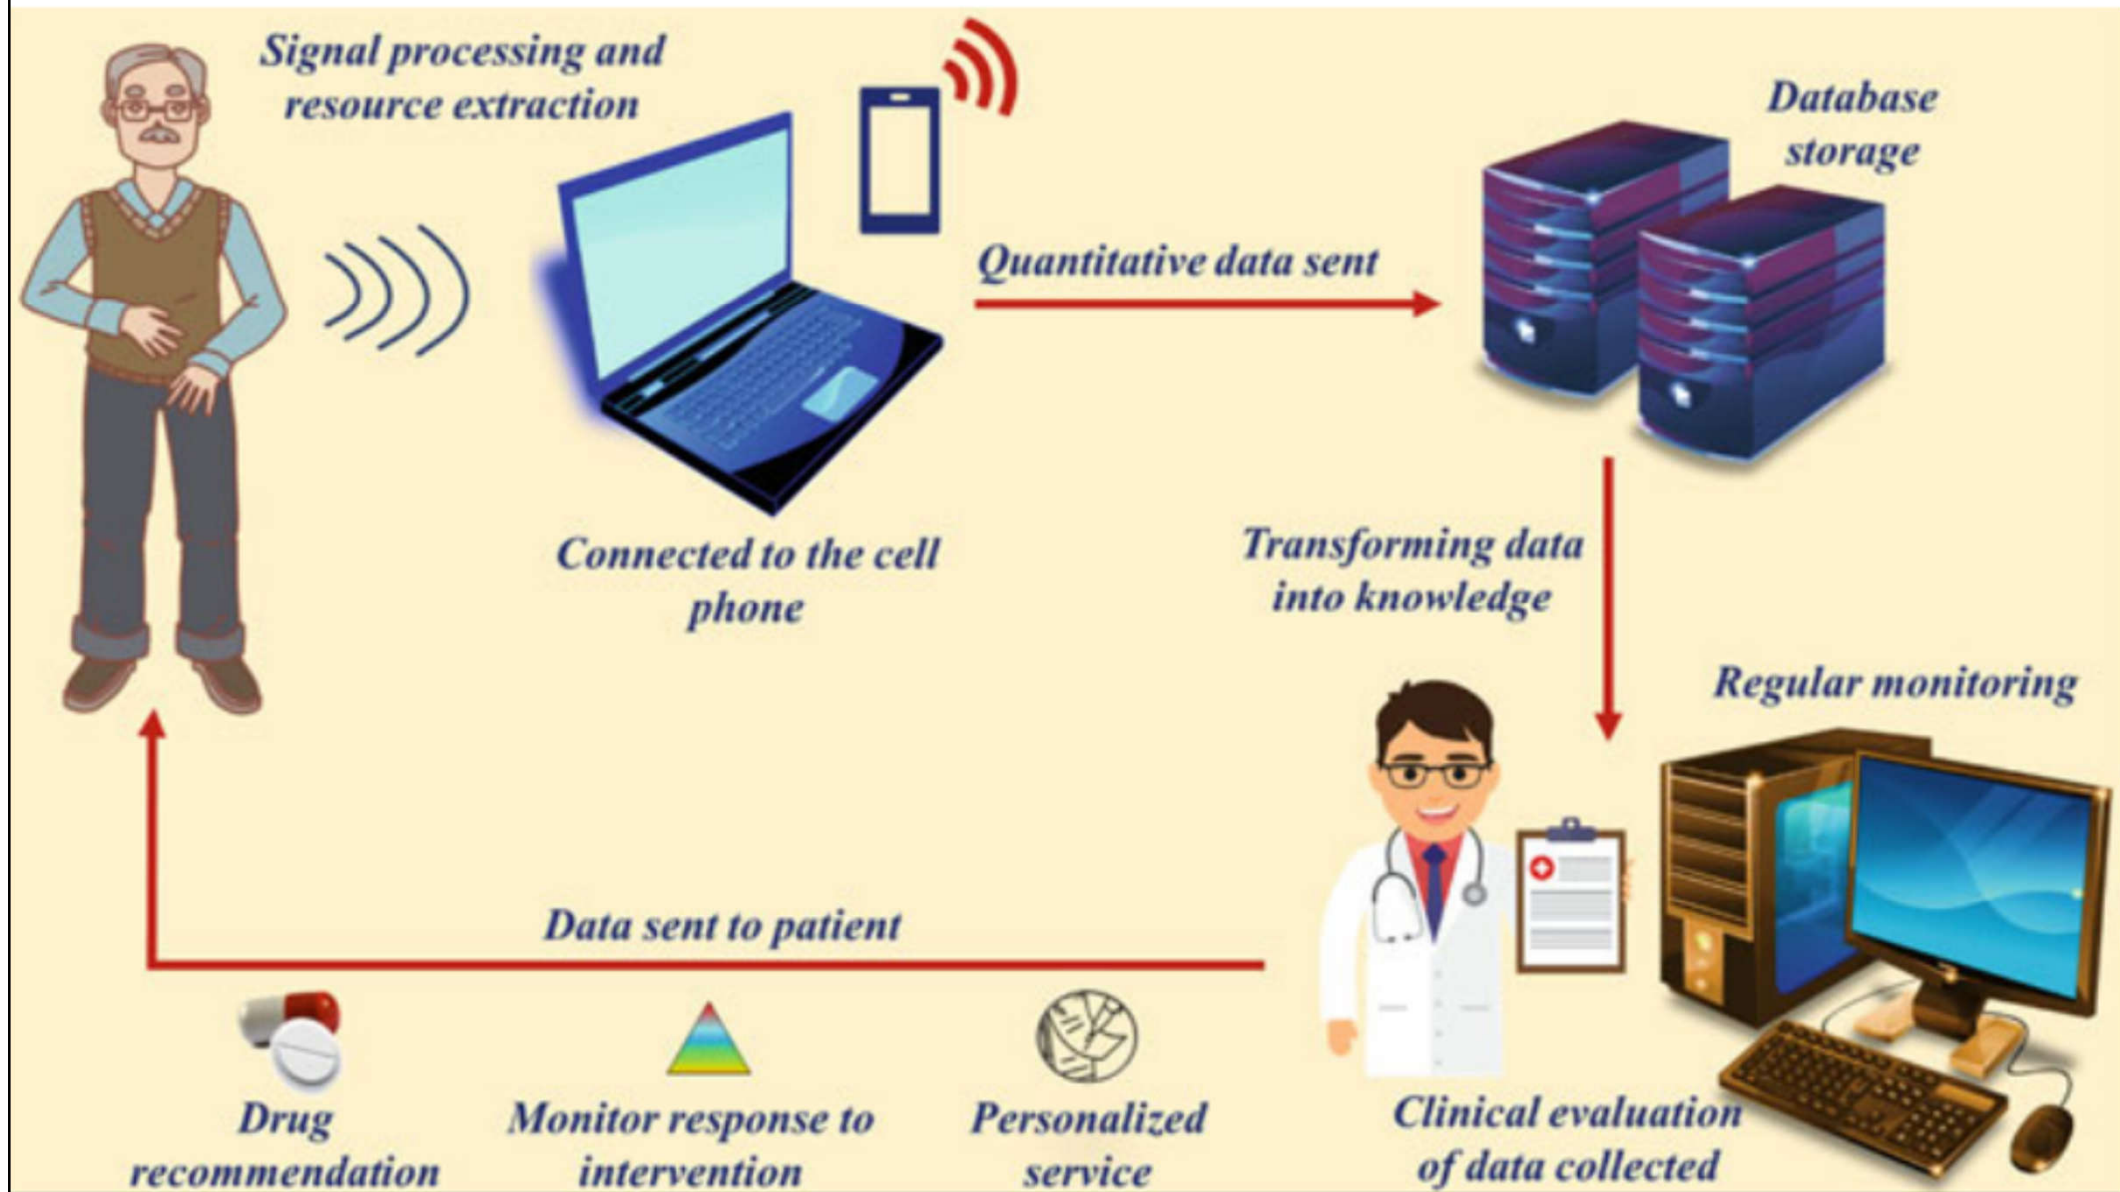 Signal processing and
resource extraction
Database
storage
Quantitative data sent
Connected to the cell
phone
Transforming data
into knowledge
Regular monitoring
Data sent to patient
Drug
recommendation
Monitor response to
intervention
Personalized
service
Clinical evaluation
of data collected